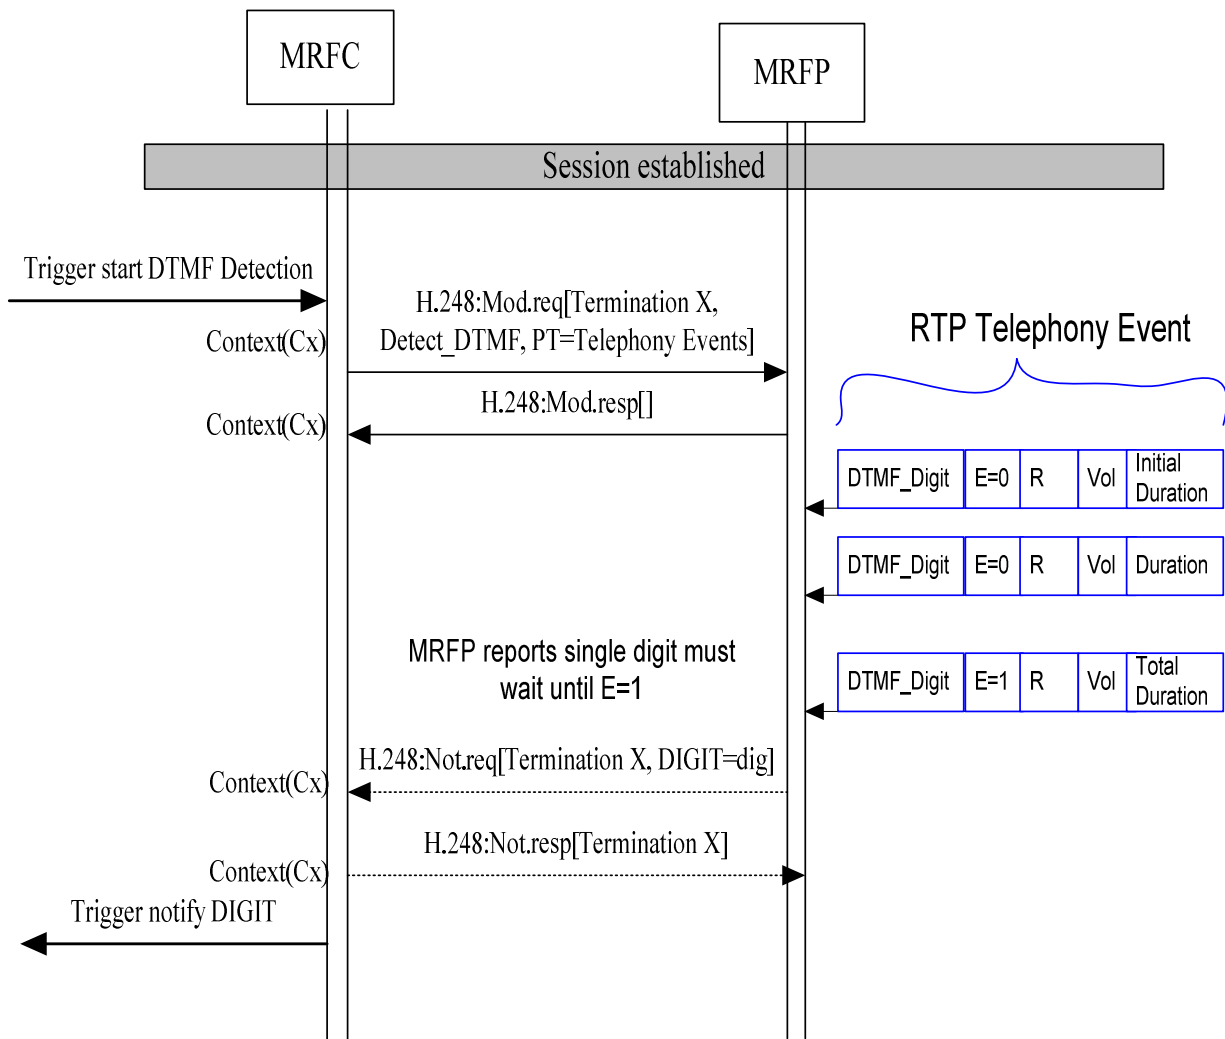 MRFC
MRFP
Session established
Trigger start DTMF Detection
H.248:Mod.req[Termination X,
Context(Cx)
Detect_DTMF, PT=Telephony Events]
RTP Telephony Event
H.248:Mod.resp[]
Context(Cx)
DTMF_Digit E=0 R Vol Initial
Duration
DTMF_Digit E=0 R Vol Duration
MRFP reports single digit must
wait until E=1
DTMF_Digit E=1 R Vol Total
Duration
H.248:Not.req[Termination X, DIGIT=dig]
Context(Cx)
H.248:Not.resp[Termination X]
Context(Cx)
Trigger notify DIGIT